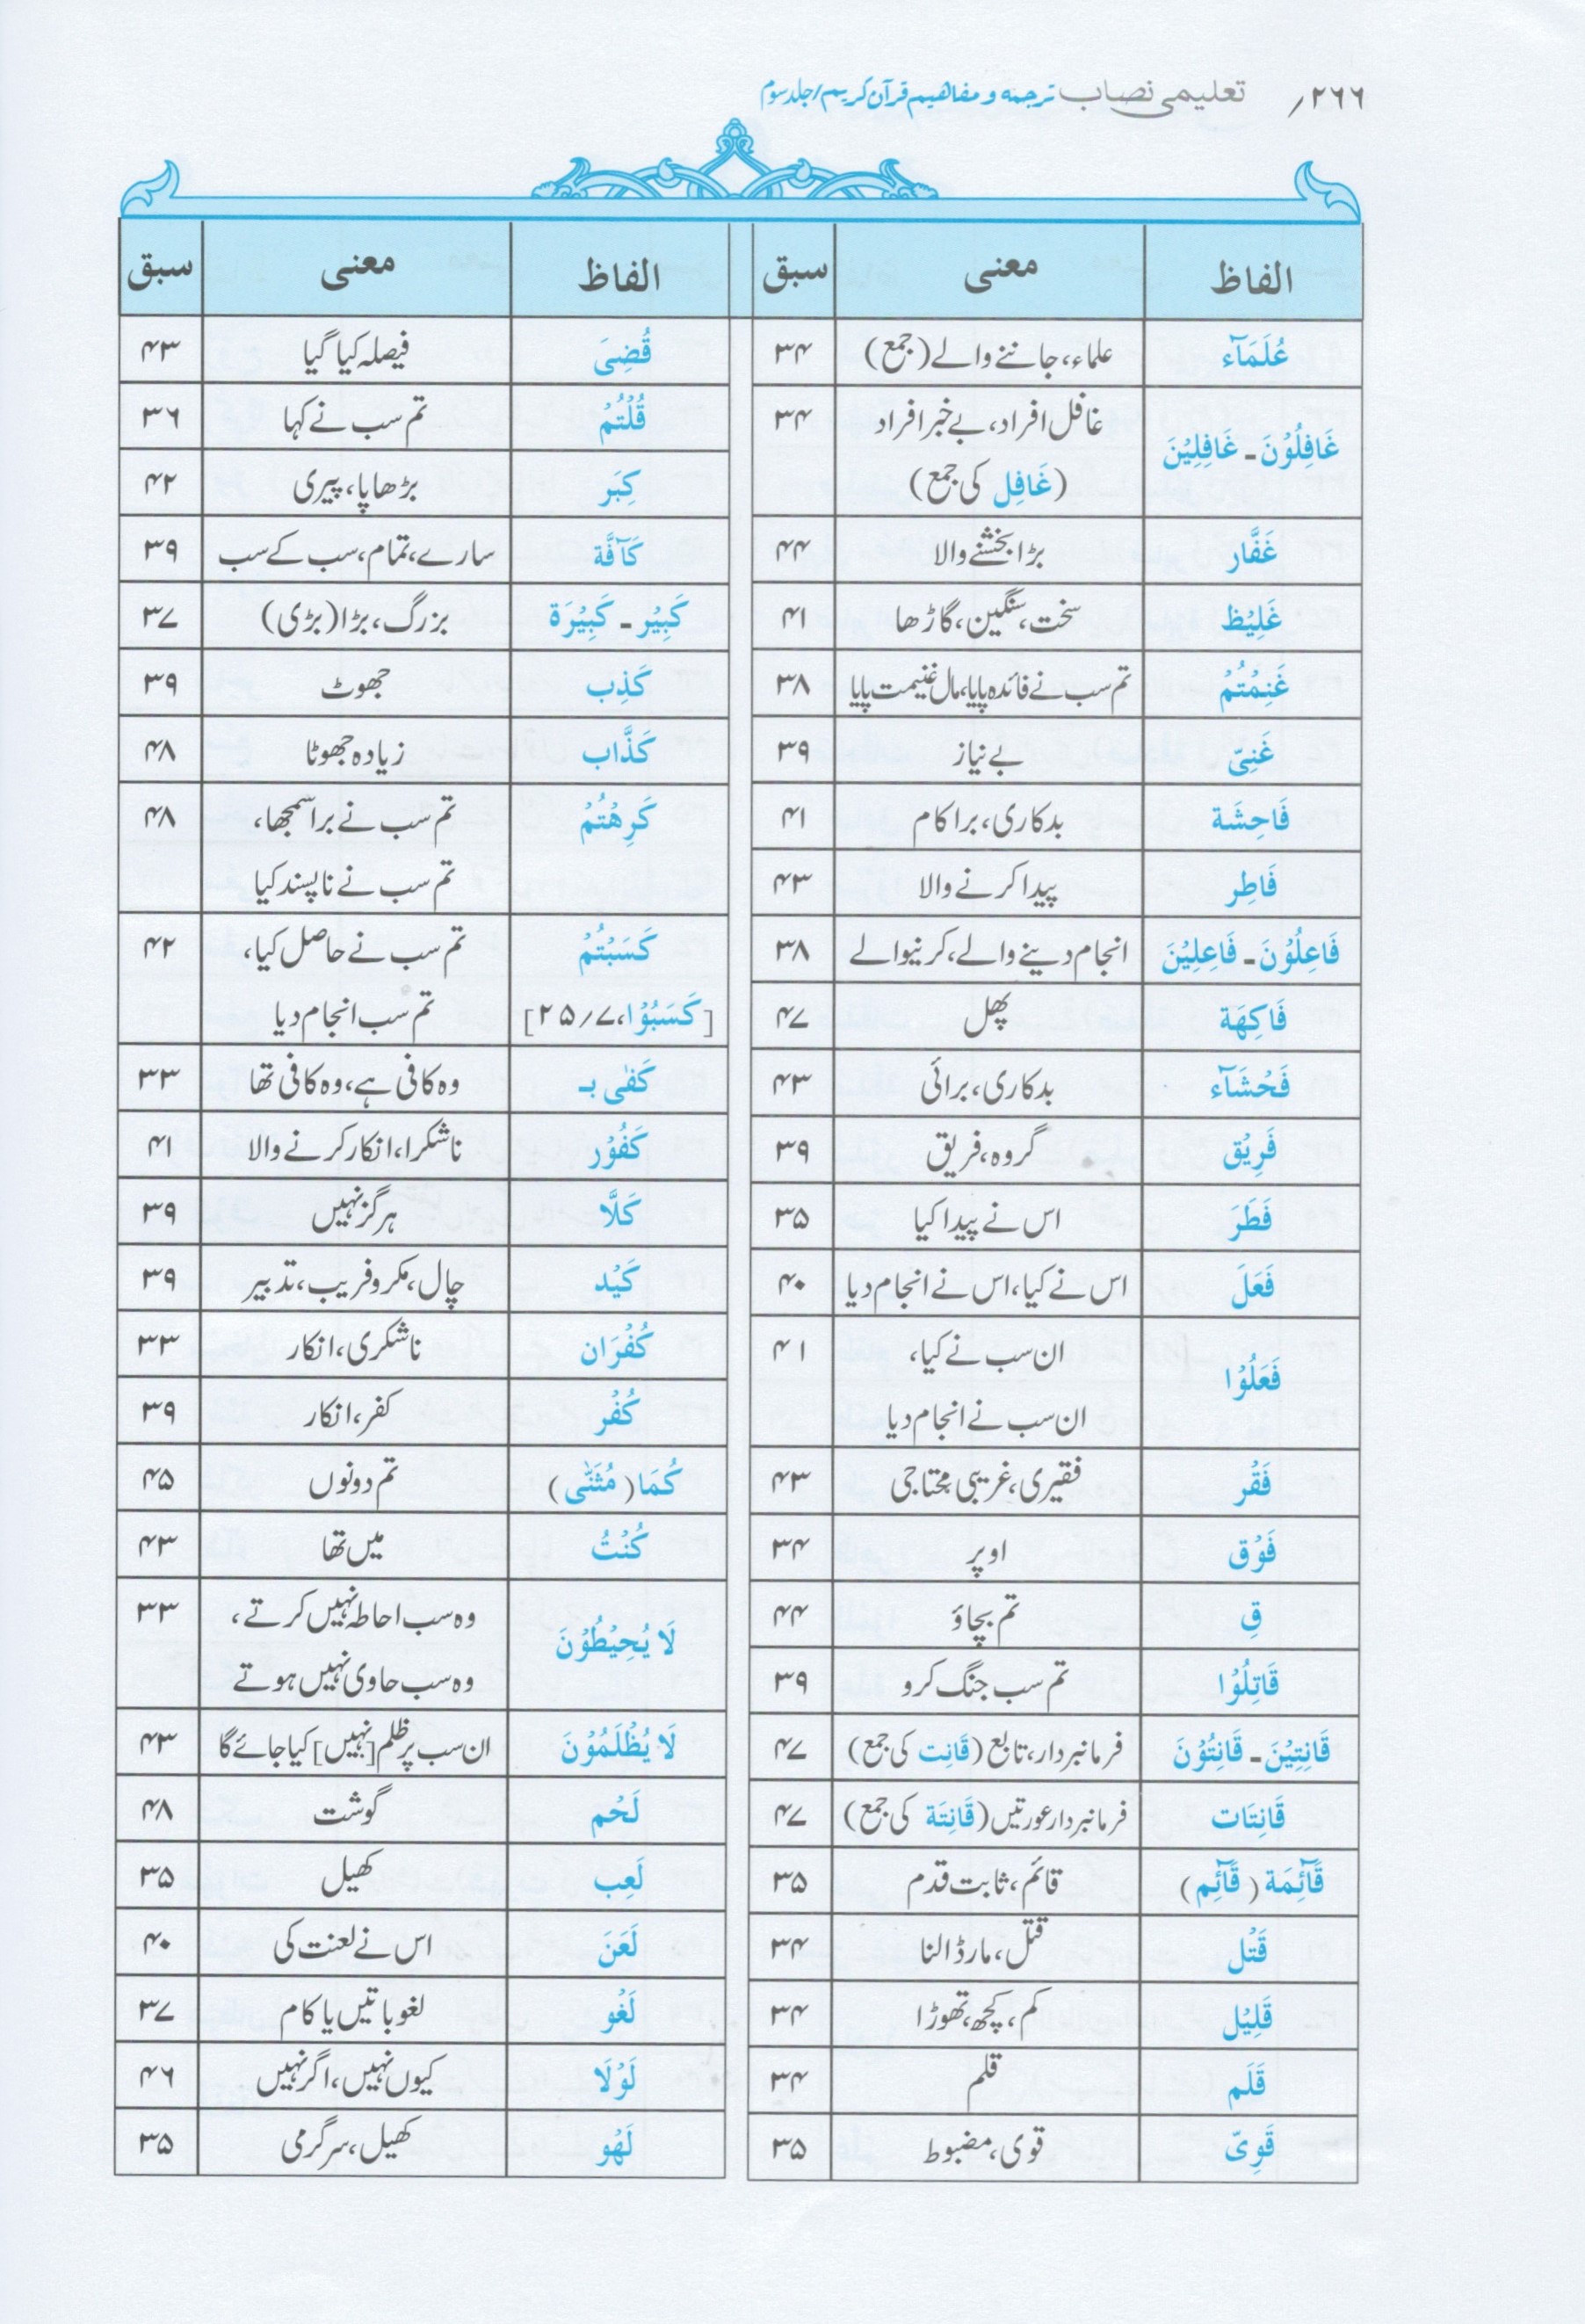 ۲۶۶/ تعلیمی نصاب ترجمه و مفاهیم قرآن کریم/جلد سوم
الفاظ معنی سبق
عُلَمَآء علماء، جاننے والے (جمع) ۳۴
غَافِلُوْنَ ۔ غَافِلِیْنَ غافل افراد، بے خبر افراد ۳۴
(غَافِل کی جمع)
غَفَّار بڑا بخشنے والا ۴۴
غَلِیْظ سخت، سنگین، گاڑھا ۴۱
غَنِمْتُمْ تم سب نے فائدہ پایا، مال غنیمت پایا ۳۸
غَنِیّ بے نیاز ۳۹
فَاحِشَة بدکاری، برا کام ۴۱
فَاطِر پیدا کرنے والا ۴۳
فَاعِلُوْنَ ۔ فَاعِلِیْنَ انجام دینے والے، کرنیوالے ۳۸
فَاکِهَة پھل ۴۷
فَحْشَآء بدکاری، برائی ۴۳
فَرِیْق گروہ، فریق ۳۹
فَطَرَ اس نے پیدا کیا ۳۵
فَعَلَ اس نے کیا، اس نے انجام دیا ۴۰
فَعَلُوْا ان سب نے کیا، ۴۱
ان سب نے انجام دیا
فَقْر فقیری، غریبی، محتاجی ۴۳
فَوْق اوپر ۳۴
قِ تم بچاؤ ۴۴
قَاتِلُوْا تم سب جنگ کرو ۳۹
قَانِتِیْنَ ۔ قَانِتُوْنَ فرمانبردار، تابع (قَانِت کی جمع) ۴۷
قَانِتَات فرمانبردار عورتیں (قَانِتَة کی جمع) ۴۷
قَآئِمَة (قَآئِم) قائم، ثابت قدم ۳۵
قَتْل قتل، مار ڈالنا ۳۴
قَلِیْل کم، کچھ، تھوڑا ۳۴
قَلَم قلم ۳۴
قَوِیّ قوی، مضبوط ۳۵
الفاظ معنی سبق
قُضِیَ فیصلہ کیا گیا ۴۳
قُلْتُمْ تم سب نے کہا ۳۶
کِبَر بڑھاپا، پیری ۴۲
کَآفَّة سارے، تمام، سب کے سب ۳۹
کَبِیْر ۔ کَبِیْرَة بزرگ، بڑا (بڑی) ۳۷
کَذِب جھوٹ ۳۹
کَذَّاب زیادہ جھوٹا ۴۸
کَرِهْتُمْ تم سب نے برا سمجھا، ۴۸
تم سب نے ناپسند کیا
کَسَبْتُمْ تم سب نے حاصل کیا، ۴۲
[کَسَبُوْا، ۲۵/۷] تم سب انجام دیا
کَفٰی بِـ وہ کافی ہے، وہ کافی تھا ۳۳
کَفُوْر ناشکرا، انکار کرنے والا ۴۱
کَلَّا ہرگز نہیں ۳۹
کَیْد چال، مکر و فریب، تدبیر ۳۹
کُفْرَان ناشکری، انکار ۳۳
کُفْر کفر، انکار ۳۹
کُمَا (مُثَنّٰی) تم دونوں ۴۵
کُنْتُ میں تھا ۴۳
لَا یُحِیْطُوْنَ وہ سب احاطہ نہیں کرتے، ۳۳
وہ سب حاوی نہیں ہوتے
لَا یُظْلَمُوْنَ ان سب پر ظلم [نہیں] کیا جائے گا ۴۳
لَحْم گوشت ۴۸
لَعِب کھیل ۳۵
لَعَنَ اس نے لعنت کی ۴۰
لَغْو لغو باتیں یا کام ۳۷
لَوْلَا کیوں نہیں، اگر نہیں ۴۶
لَهْو کھیل، سرگرمی ۳۵